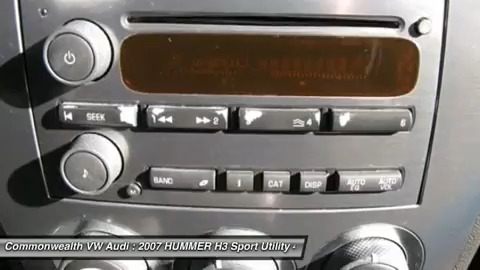 SEEK 1 2 4 6
BAND i CAT DISP AUTO EQ AUTO VOL
Commonwealth VW Audi : 2007 HUMMER H3 Sport Utility -